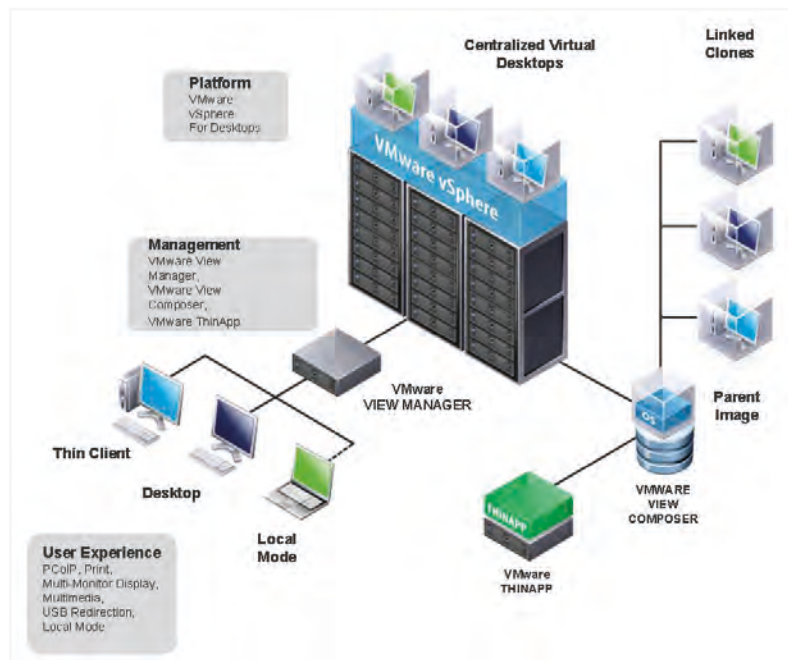 Centralized Virtual
Desktops
Linked
Clones
Platform
VMware
vSphere
For Desktops
VMware vSphere
Management
VMware View
Manager,
VMware View
Composer,
VMware ThinApp
VMware
VIEW MANAGER
Thin Client
Desktop
Local
Mode
OS
Parent
Image
VMWARE
VIEW
COMPOSER
THINAPP
VMware
THINAPP
User Experience
PCoIP, Print,
Multi-Monitor Display,
Multimedia,
USB Redirection,
Local Mode